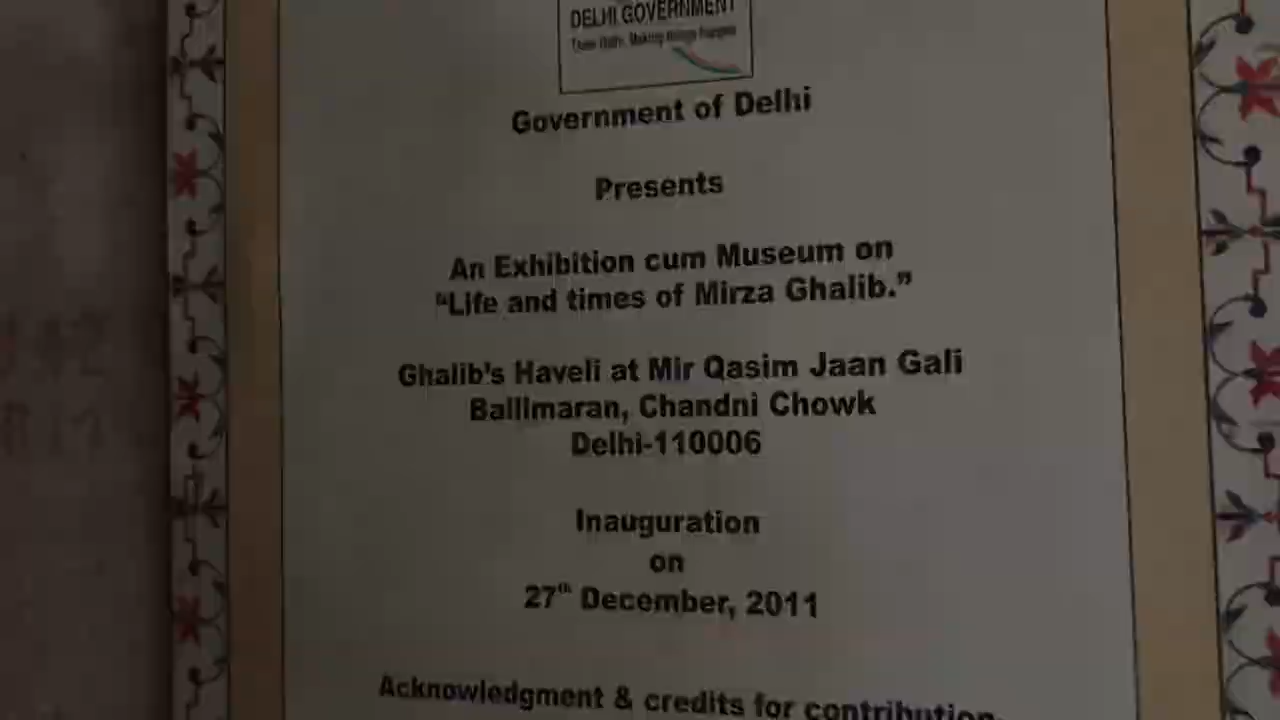 DELHI GOVERNMENT
Government of Delhi
Presents
An Exhibition cum Museum on
“Life and times of Mirza Ghalib.”
Ghalib's Haveli at Mir Qasim Jaan Gali
Ballimaran, Chandni Chowk
Delhi-110006
Inauguration
on
27th December, 2011
Acknowledgment & credits for contribution